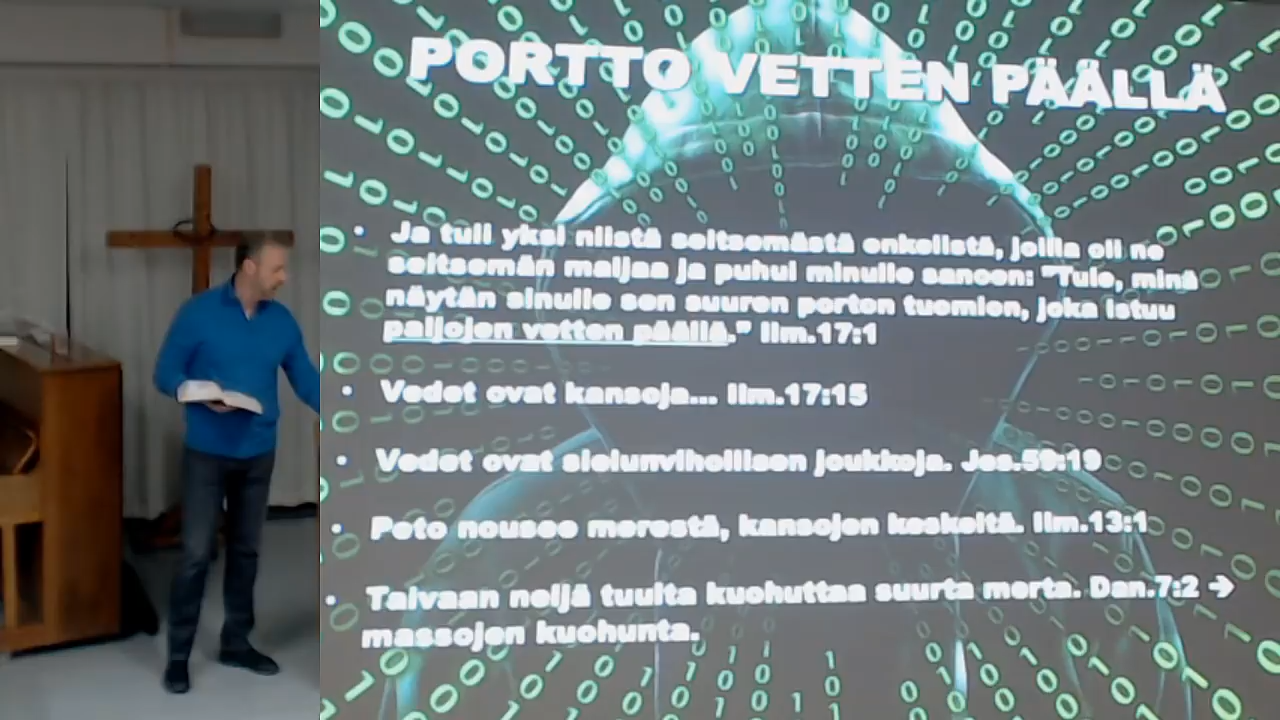 PORTTO VETTEN PÄÄLLÄ
• Ja tuli yksi niistä seitsemästä enkelistä, joilla oli ne
seitsemän maljaa ja puhui minulle sanoen: "Tule, minä
näytän sinulle sen suuren porton tuomion, joka istuu
paljojen vetten päällä." Ilm.17:1
• Vedet ovat kansoja... Ilm.17:15
• Vedet ovat sielunvihollisen joukkoja. Jes.59:19
• Peto nousee merestä, kansojen keskeltä. Ilm.13:1
• Taivaan neljä tuulta kuohuttaa suurta merta. Dan.7:2 →
massojen kuohunta.